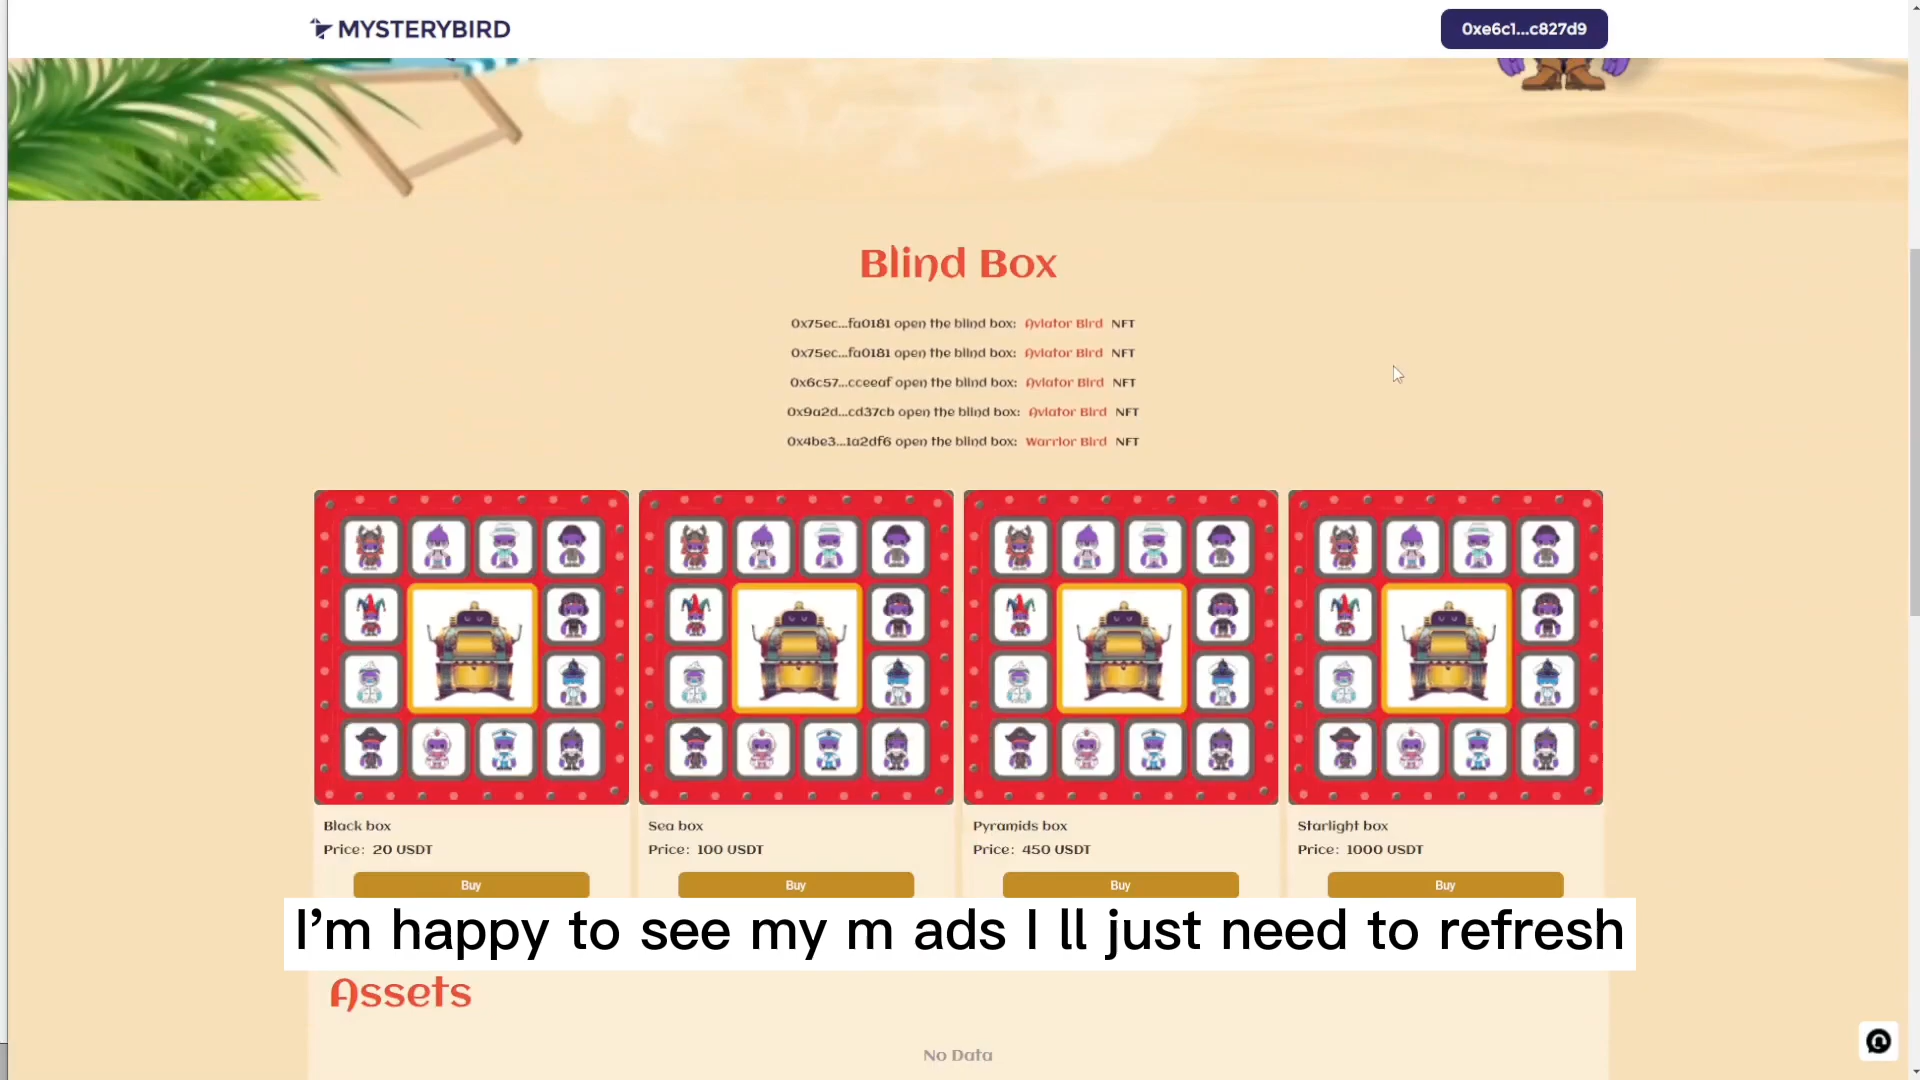 MYSTERYBIRD
0xe6c1...c827d9
Blind Box
0x75ec...fa0181 open the blind box: Aviator Bird NFT
0x75ec...fa0181 open the blind box: Aviator Bird NFT
0x6c57...cceeaf open the blind box: Aviator Bird NFT
0x9a2d...cd37cb open the blind box: Aviator Bird NFT
0x4be3...1a2df6 open the blind box: Warrior Bird NFT
Black box
Price: 20 USDT
Buy
Sea box
Price: 100 USDT
Buy
Pyramids box
Price: 450 USDT
Buy
Starlight box
Price: 1000 USDT
Buy
I’m happy to see my m ads I ll just need to refresh
Assets
No Data